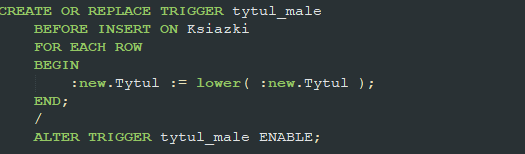 CREATE OR REPLACE TRIGGER tytul_male
BEFORE INSERT ON Ksiazki
FOR EACH ROW
BEGIN
:new.Tytul := lower( :new.Tytul );
END;
/
ALTER TRIGGER tytul_male ENABLE;